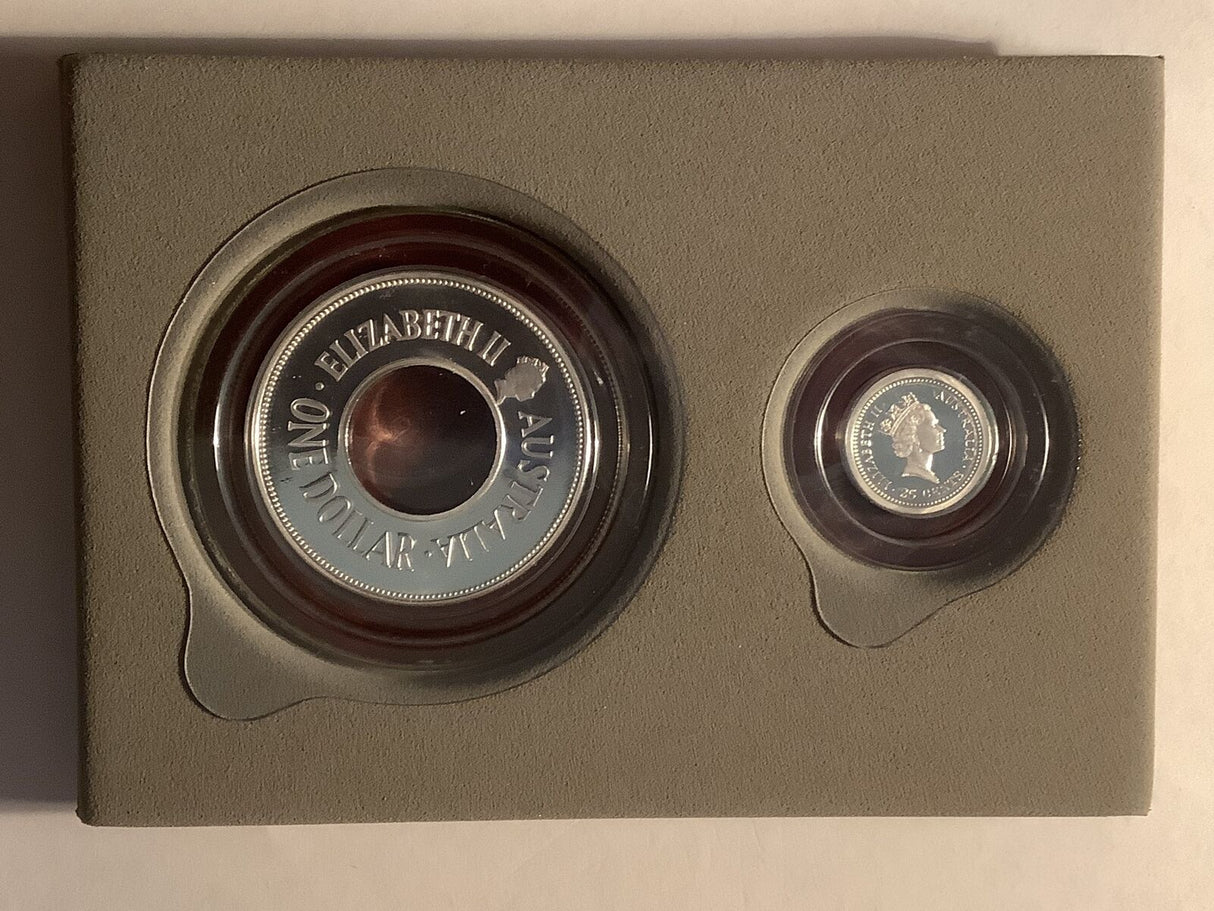 ONE DOLLAR · ELIZABETH II AUSTRALIA ·
ELIZABETH II AUSTRALIA
25 CENTS